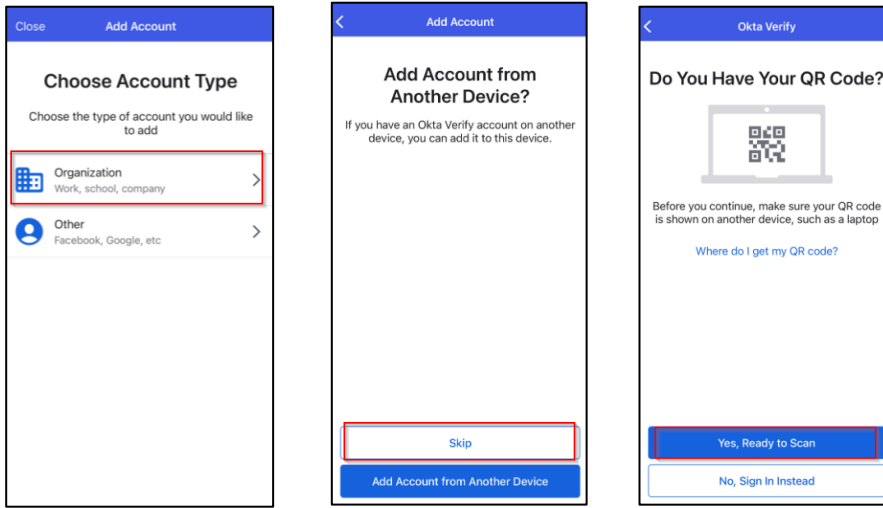 Close Add Account
Choose Account Type
Choose the type of account you would like
to add
Organization
Work, school, company
Other
Facebook, Google, etc
Add Account
Add Account from
Another Device?
If you have an Okta Verify account on another
device, you can add it to this device.
Skip
Add Account from Another Device
Okta Verify
Do You Have Your QR Code?
Before you continue, make sure your QR code
is shown on another device, such as a laptop
Where do I get my QR code?
Yes, Ready to Scan
No, Sign In Instead